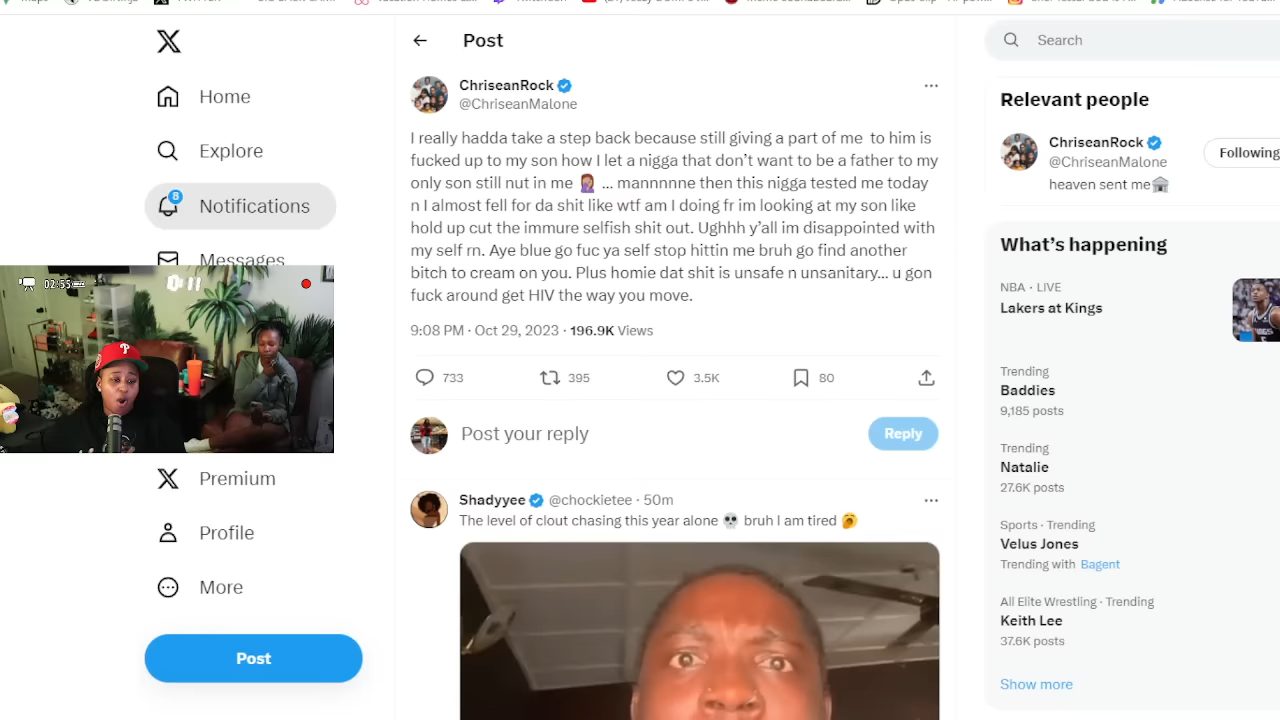 Post
ChriseanRock
@ChriseanMalone
I really hadda take a step back because still giving a part of me to him is
fucked up to my son how I let a nigga that don't want to be a father to my
only son still nut in me 🤦🏽‍♀️ ... mannnnne then this nigga tested me today
n I almost fell for da shit like wtf am I doing fr im looking at my son like
hold up cut the immure selfish shit out. Ughhh y'all im disappointed with
my self rn. Aye blue go fuc ya self stop hittin me bruh go find another
bitch to cream on you. Plus homie dat shit is unsafe n unsanitary... u gon
fuck around get HIV the way you move.
9:08 PM · Oct 29, 2023 · 196.9K Views
733
395
3.5K
80
Post your reply
Reply
Shadyyee @chockietee · 50m
The level of clout chasing this year alone 💀 bruh I am tired 🥱
Home
Explore
8
Notifications
Messages
02:55
Premium
Profile
More
Post
Search
Relevant people
ChriseanRock
@ChriseanMalone
Following
heaven sent me🏛️
What's happening
NBA · LIVE
Lakers at Kings
Trending
Baddies
9,185 posts
Trending
Natalie
27.6K posts
Sports · Trending
Velus Jones
Trending with Bagent
All Elite Wrestling · Trending
Keith Lee
37.6K posts
Show more